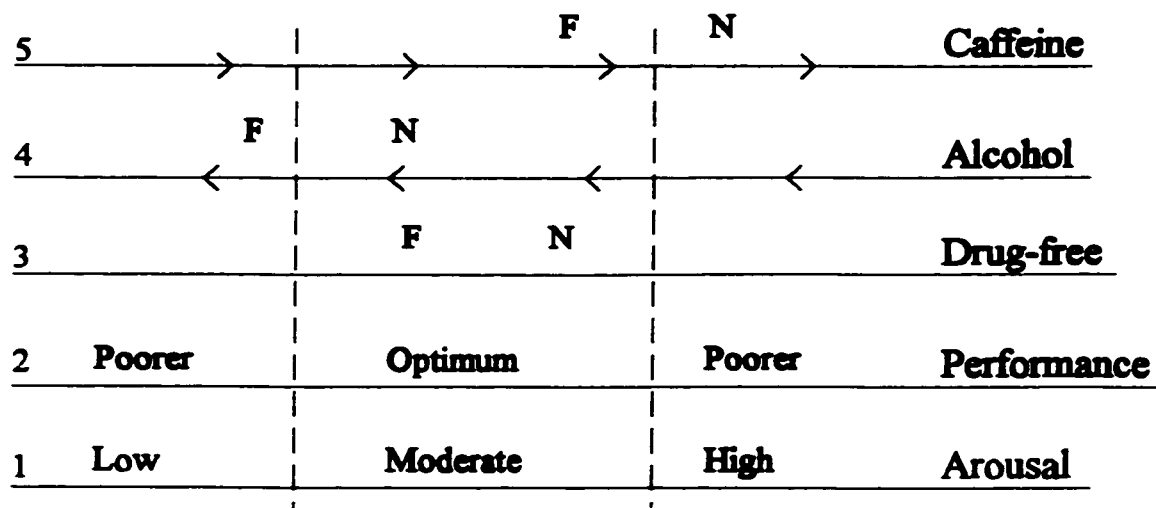 F N Caffeine
5
F N
4 Alcohol
F N
3 Drug-free
2 Poorer Optimum Poorer Performance
1 Low Moderate High Arousal